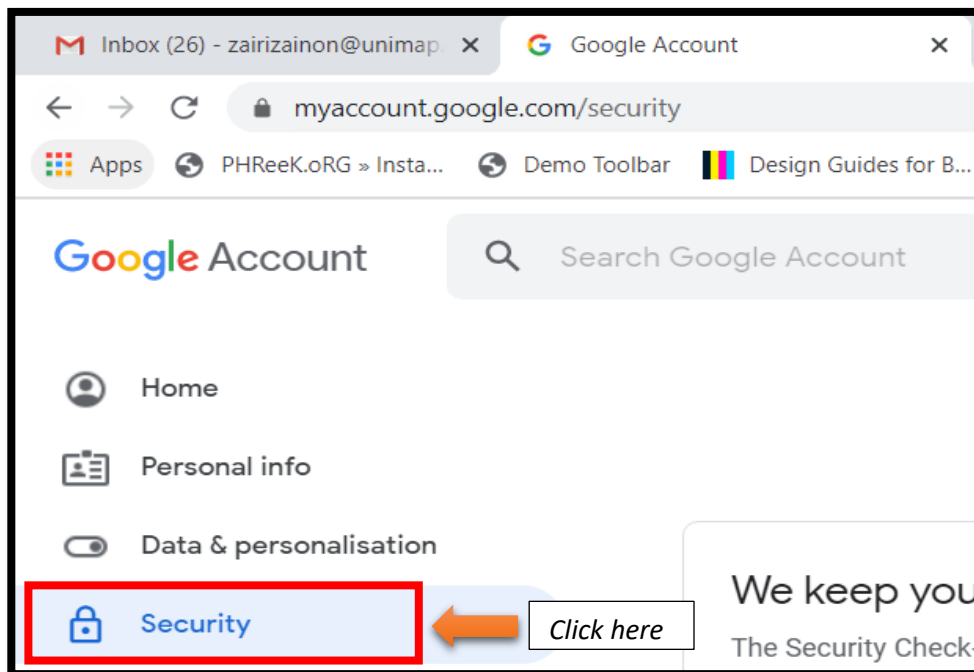 Inbox (26) - zairizainon@unimap. Google Account
myaccount.google.com/security
Apps PHReeK.oRG » Insta... Demo Toolbar Design Guides for B...
Google Account Search Google Account
Home
Personal info
Data & personalisation
Security Click here
We keep you
The Security Check-